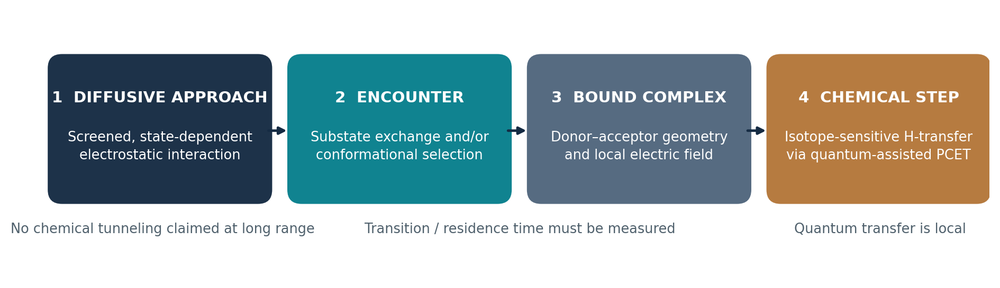 1  DIFFUSIVE APPROACH
Screened, state-dependent
electrostatic interaction
2  ENCOUNTER
Substrate exchange and/or
conformational selection
3  BOUND COMPLEX
Donor–acceptor geometry
and local electric field
4  CHEMICAL STEP
Isotope-sensitive H-transfer
via quantum-assisted PCET
No chemical tunneling claimed at long range
Transition / residence time must be measured
Quantum transfer is local